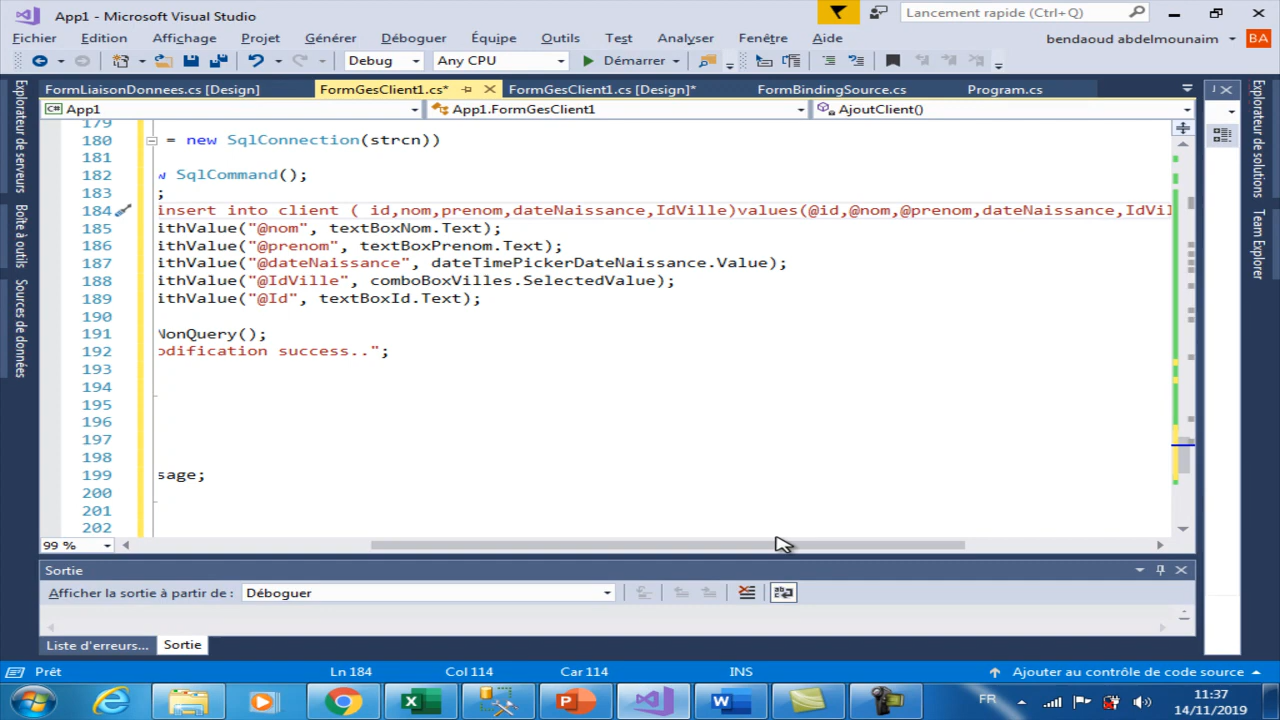 App1 - Microsoft Visual Studio
Lancement rapide (Ctrl+Q)
Fichier Edition Affichage Projet Générer Déboguer Équipe Outils Test Analyser Fenêtre Aide
bendaoud abdelmounaim BA
Debug Any CPU Démarrer
FormLiaisonDonnees.cs [Design] FormGesClient1.cs* FormGesClient1.cs [Design]* FormBindingSource.cs Program.cs
C# App1 App1.FormGesClient1 AjoutClient()
179
180 = new SqlConnection(strcn))
181
182 w SqlCommand();
183 ;
184 insert into client ( id,nom,prenom,dateNaissance,IdVille)values(@id,@nom,@prenom,dateNaissance,IdVil
185 ithValue("@nom", textBoxNom.Text);
186 ithValue("@prenom", textBoxPrenom.Text);
187 ithValue("@dateNaissance", dateTimePickerDateNaissance.Value);
188 ithValue("@IdVille", comboBoxVilles.SelectedValue);
189 ithValue("@Id", textBoxId.Text);
190
191 NonQuery();
192 odification success..";
193
194
195
196
197
198
199 sage;
200
201
202
99 %
Explorateur de serveurs
Boîte à outils
Sources de données
Explorateur de solutions
Team Explorer
Sortie
Afficher la sortie à partir de : Déboguer
Liste d'erreurs... Sortie
Prêt Ln 184 Col 114 Car 114 INS Ajouter au contrôle de code source
FR
11:37
14/11/2019